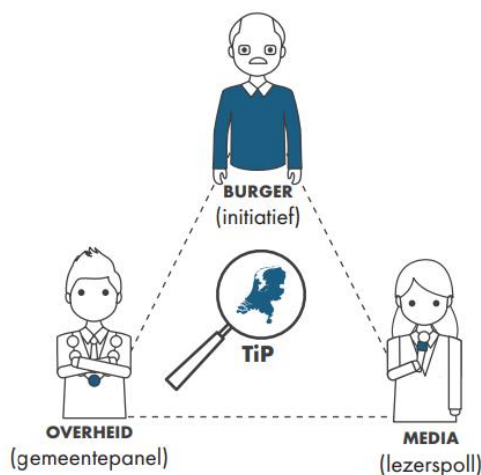 BURGER
(initiatief)
TiP
OVERHEID
(gemeentepanel)
MEDIA
(lezerspoll)